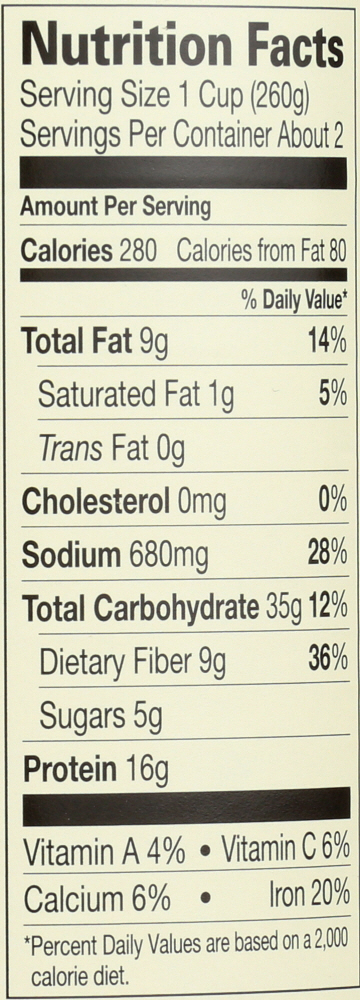 Nutrition Facts
Serving Size 1 Cup (260g)
Servings Per Container About 2
Amount Per Serving
Calories 280 Calories from Fat 80
% Daily Value*
Total Fat 9g 14%
Saturated Fat 1g 5%
Trans Fat 0g
Cholesterol 0mg 0%
Sodium 680mg 28%
Total Carbohydrate 35g 12%
Dietary Fiber 9g 36%
Sugars 5g
Protein 16g
Vitamin A 4% • Vitamin C 6%
Calcium 6% • Iron 20%
*Percent Daily Values are based on a 2,000
calorie diet.